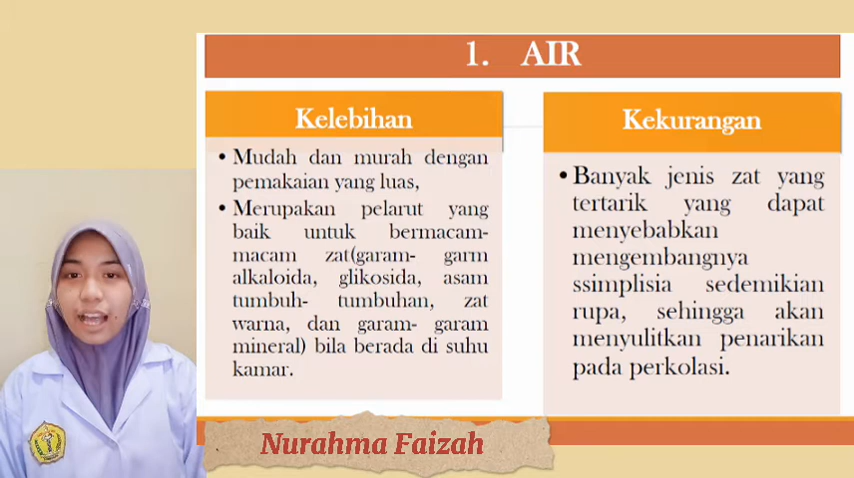 1. AIR
Kelebihan
• Mudah dan murah dengan
pemakaian yang luas,
• Merupakan pelarut yang
baik untuk bermacam-
macam zat(garam- garm
alkaloida, glikosida, asam
tumbuh- tumbuhan, zat
warna, dan garam- garam
mineral) bila berada di suhu
kamar.
Kekurangan
• Banyak jenis zat yang
tertarik yang dapat
menyebabkan
mengembangnya
ssimplisia sedemikian
rupa, sehingga akan
menyulitkan penarikan
pada perkolasi.
Nurahma Faizah